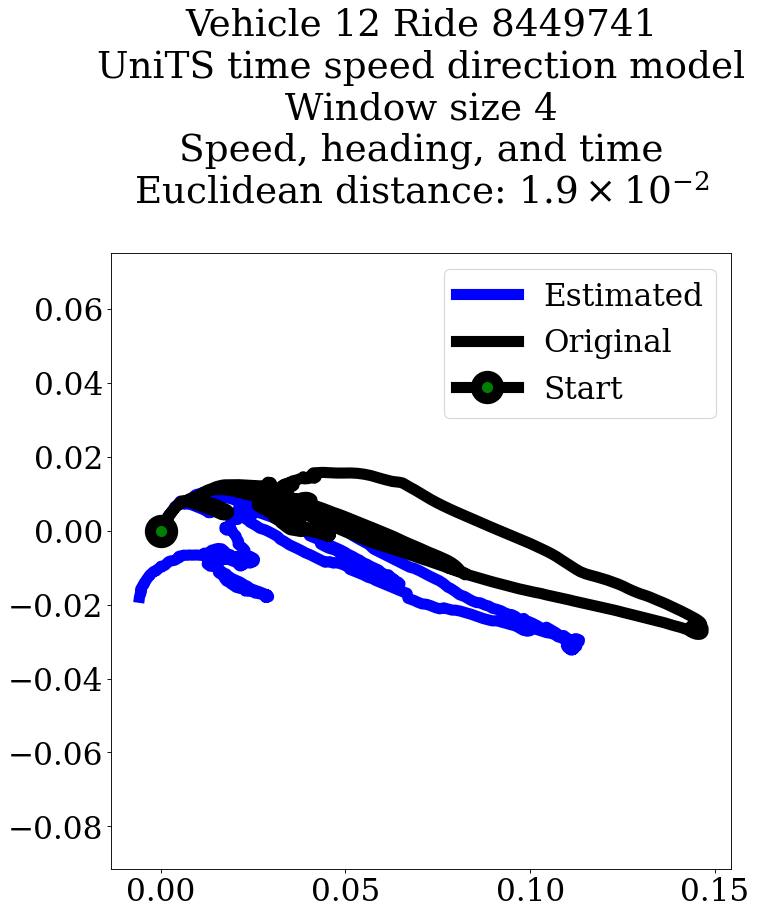 Vehicle 12 Ride 8449741
UniTS time speed direction model
Window size 4
Speed, heading, and time
Euclidean distance: 1.9 × 10⁻²
Estimated
Original
Start
0.06
0.04
0.02
0.00
−0.02
−0.04
−0.06
−0.08
0.00 0.05 0.10 0.15